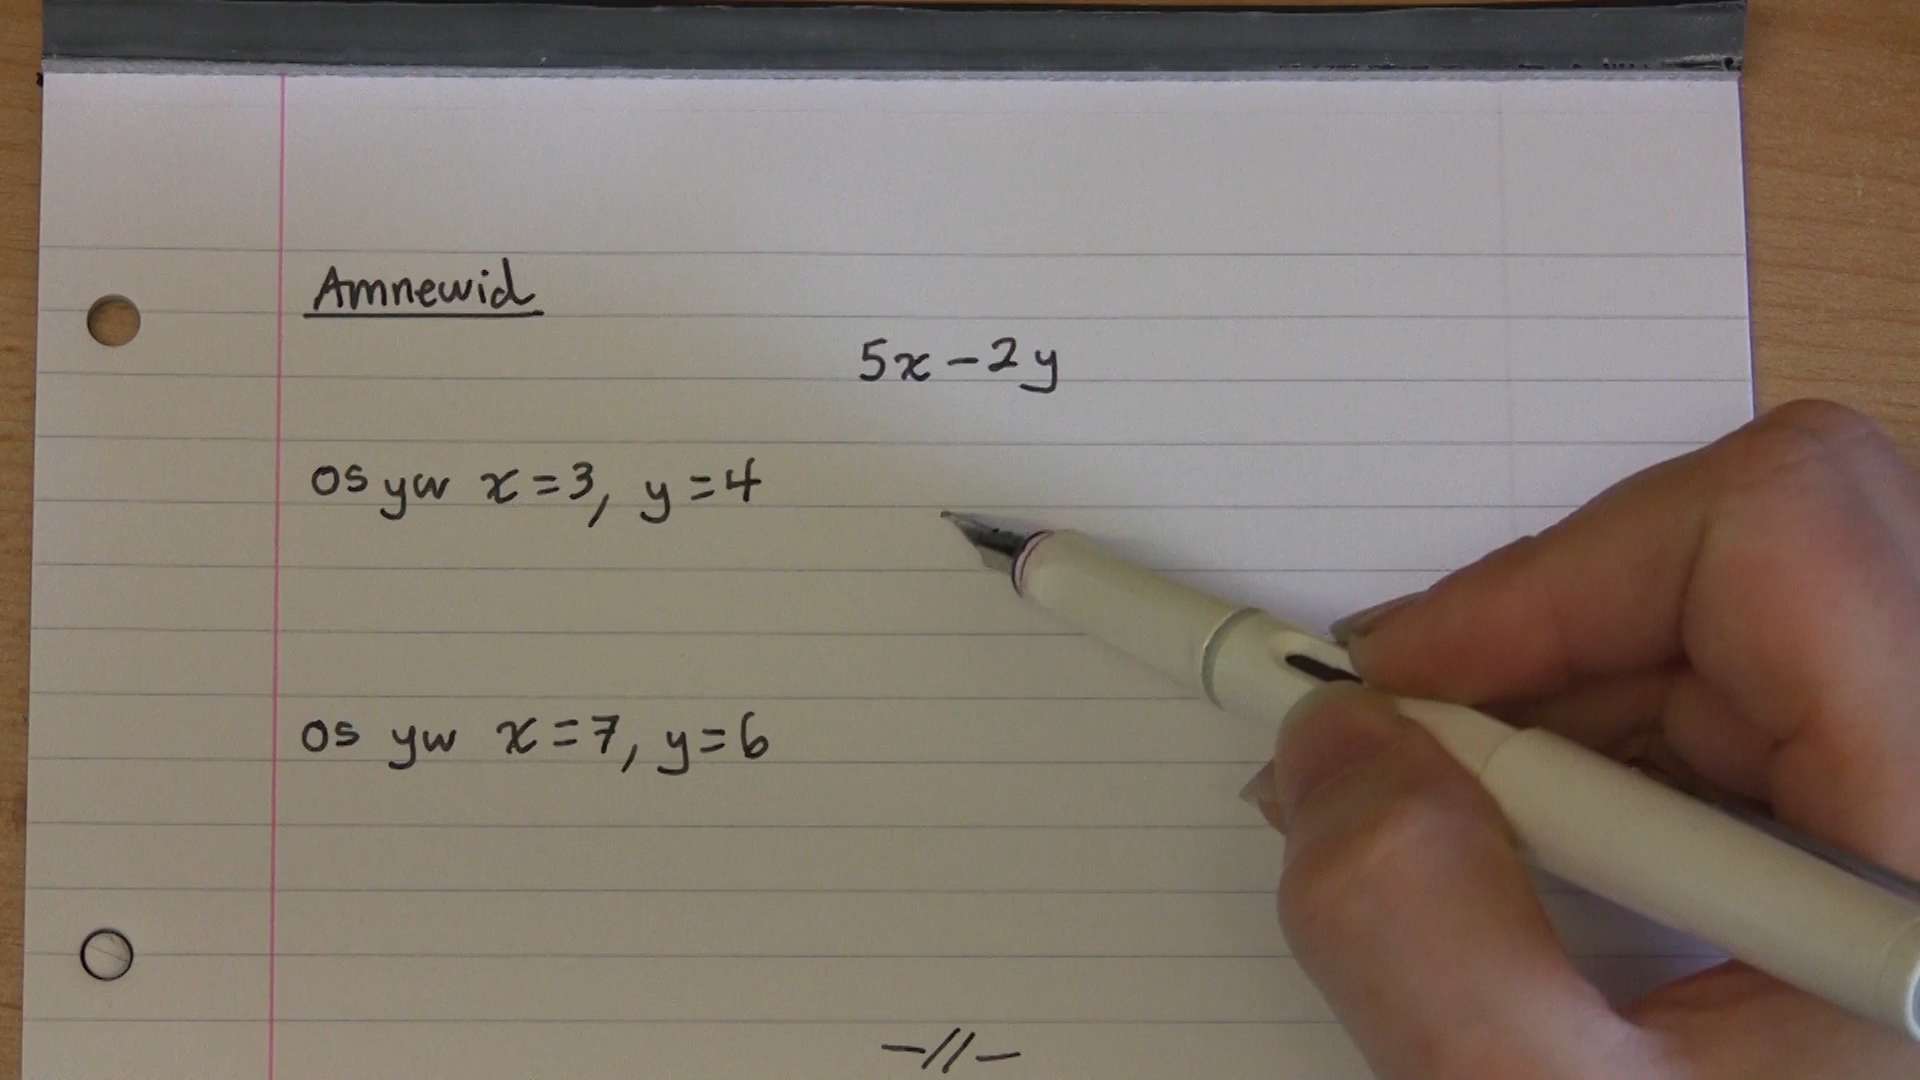 Amnewid
5x - 2y
Os yw x = 3, y = 4
Os yw x = 7, y = 6
-//-